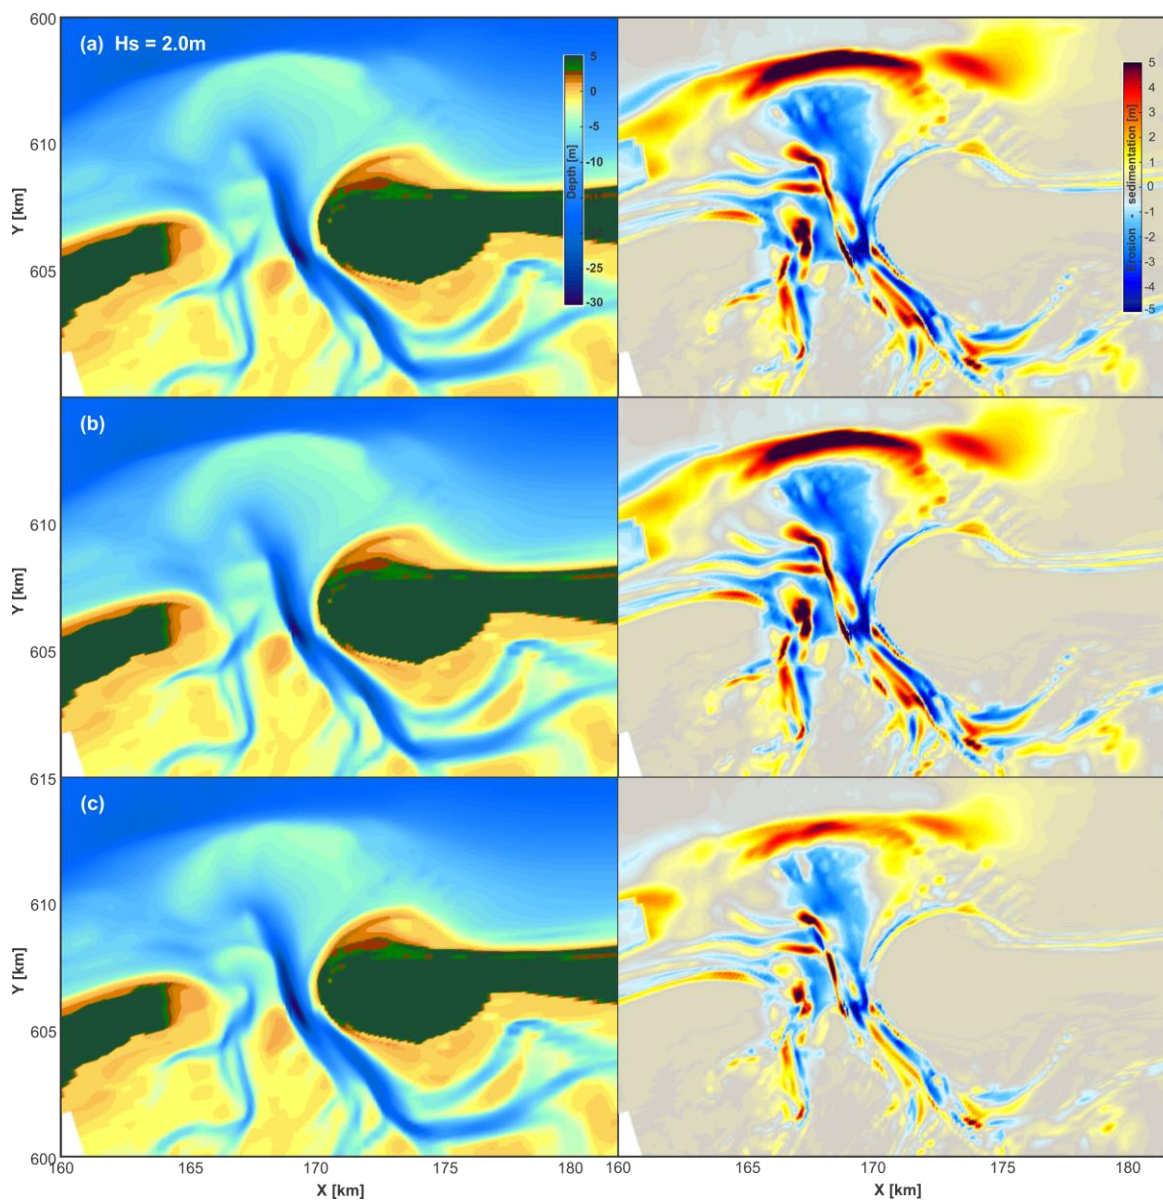 600
(a) Hs = 2.0m
5
0
-5
-10
-15
-20
-25
-30
Depth [m]
5
4
3
2
1
0
-1
-2
-3
-4
-5
Erosion - sedimentation [m]
610
Y [km]
605
(b)
610
Y [km]
605
615
(c)
610
Y [km]
605
600
160 165 170 175 180 160 165 170 175 180
X [km] X [km]